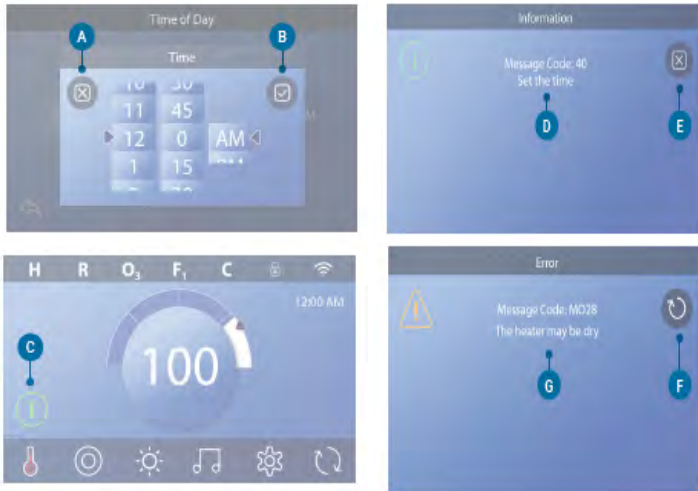 Time of Day
A
B
Time
11 45
12 0 AM
1 15
Information
Message Code: 40
Set the time
D
E
H R O3 F1 C
12:00 AM
C
100
Error
Message Code: MO28
The heater may be dry
G
F